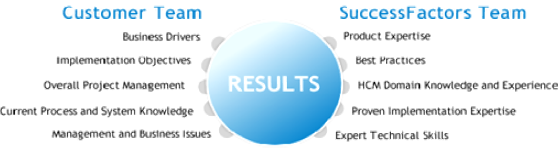 Customer Team
Business Drivers
Implementation Objectives
Overall Project Management
Current Process and System Knowledge
Management and Business Issues
RESULTS
SuccessFactors Team
Product Expertise
Best Practices
HCM Domain Knowledge and Experience
Proven Implementation Expertise
Expert Technical Skills